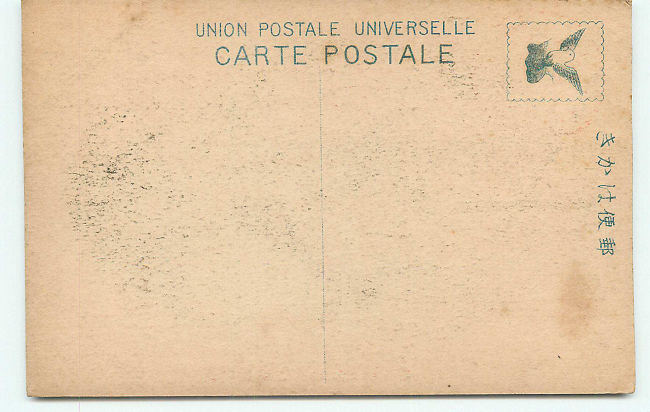 UNION POSTALE UNIVERSELLE
CARTE POSTALE
郵便はかき